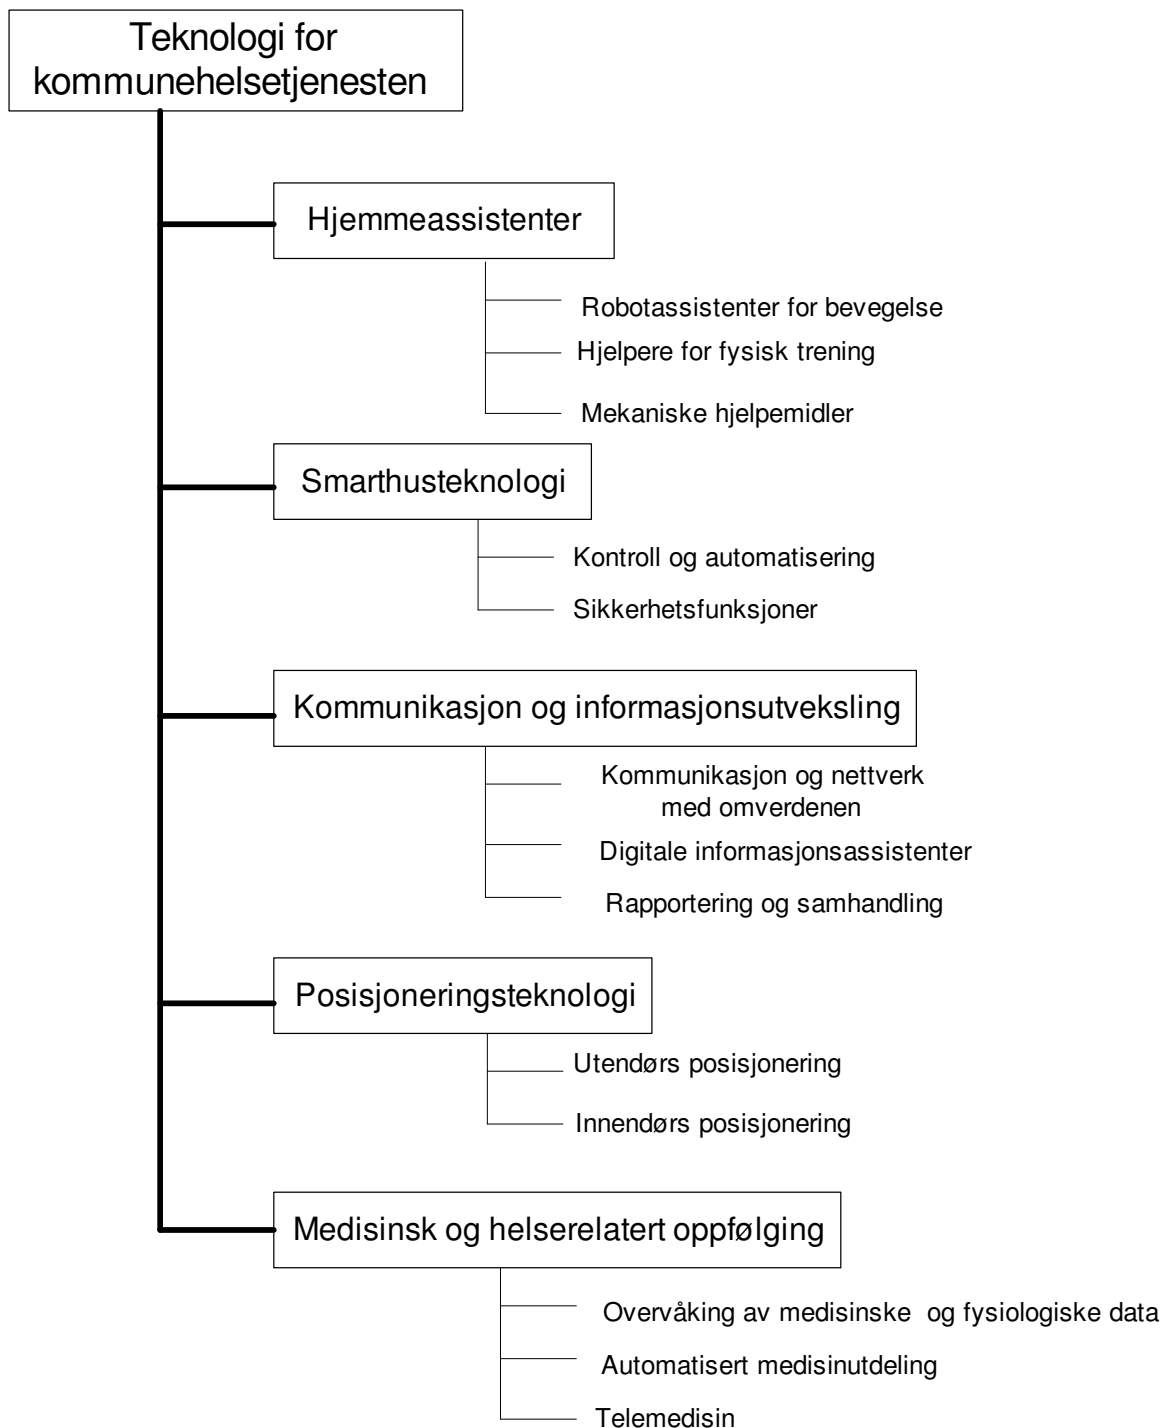 Teknologi for
kommunehelsetjenesten
Hjemmeassistenter
Robotassistenter for bevegelse
Hjelpere for fysisk trening
Mekaniske hjelpemidler
Smarthusteknologi
Kontroll og automatisering
Sikkerhetsfunksjoner
Kommunikasjon og informasjonsutveksling
Kommunikasjon og nettverk
med omverdenen
Digitale informasjonsassistenter
Rapportering og samhandling
Posisjoneringsteknologi
Utendørs posisjonering
Innendørs posisjonering
Medisinsk og helserelatert oppfølging
Overvåking av medisinske og fysiologiske data
Automatisert medisinutdeling
Telemedisin